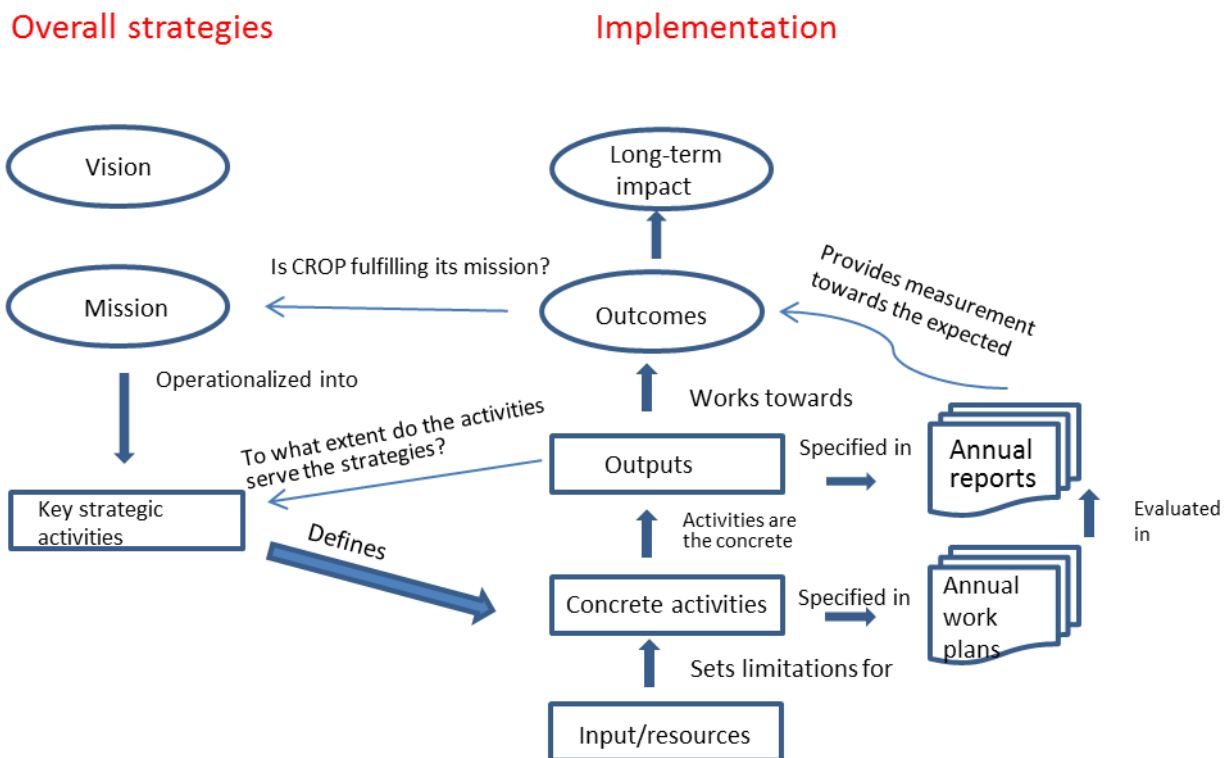 Overall strategies
Implementation
Vision
Long-term
impact
Is CROP fulfilling its mission?
Provides measurement
towards the expected
Mission
Outcomes
Operationalized into
Works towards
To what extent do the activities
serve the strategies?
Outputs
Specified in
Annual
reports
Key strategic
activities
Activities are
the concrete
Evaluated
in
Defines
Concrete activities
Specified in
Annual
work
plans
Sets limitations for
Input/resources